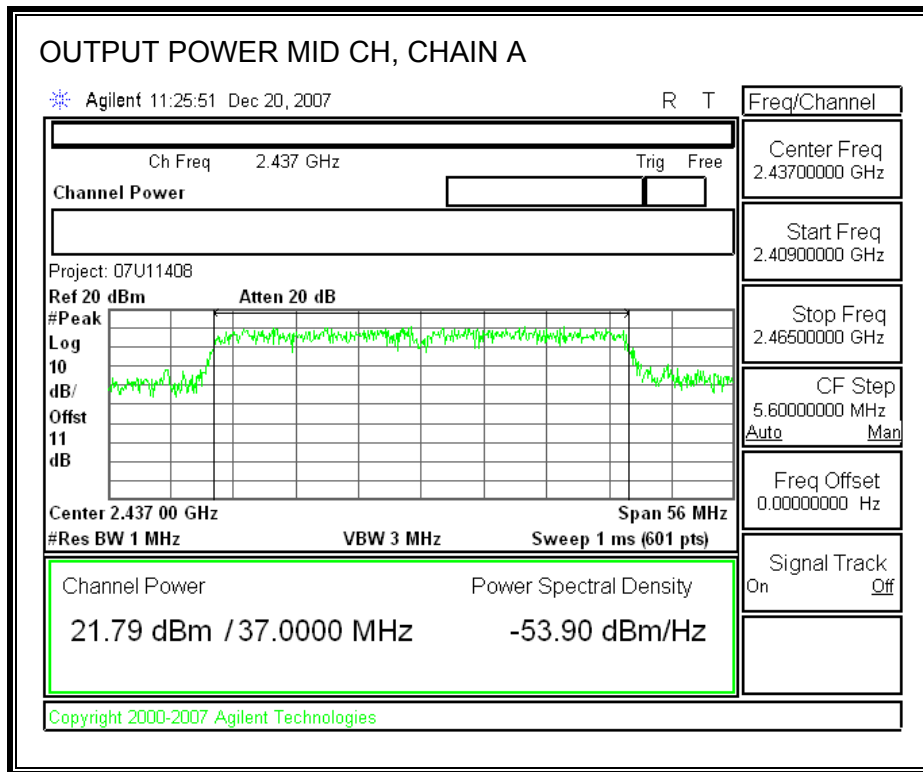 OUTPUT POWER MID CH, CHAIN A
Agilent 11:25:51 Dec 20, 2007 R T
Freq/Channel
Ch Freq 2.437 GHz Trig Free
Channel Power
Project: 07U11408
Ref 20 dBm Atten 20 dB
#Peak
Log
10
dB/
Offst
11
dB
Center 2.437 00 GHz Span 56 MHz
#Res BW 1 MHz VBW 3 MHz Sweep 1 ms (601 pts)
Channel Power Power Spectral Density
21.79 dBm / 37.0000 MHz -53.90 dBm/Hz
Center Freq
2.43700000 GHz
Start Freq
2.40900000 GHz
Stop Freq
2.46500000 GHz
CF Step
5.60000000 MHz
Auto Man
Freq Offset
0.00000000 Hz
Signal Track
On Off
Copyright 2000-2007 Agilent Technologies